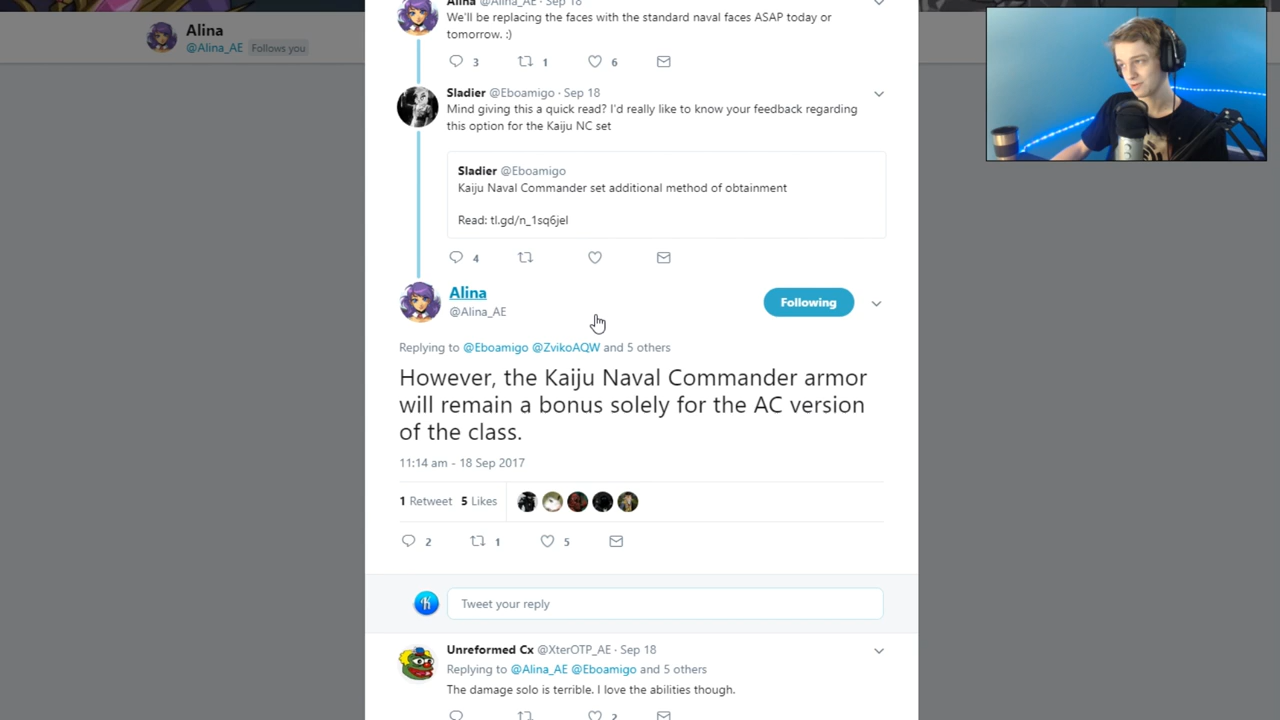 Alina @Alina_AE · Sep 18
Alina
@Alina_AE Follows you
We'll be replacing the faces with the standard naval faces ASAP today or
tomorrow. :)
3 1 6
Sladier @Eboamigo · Sep 18
Mind giving this a quick read? I'd really like to know your feedback regarding
this option for the Kaiju NC set
Sladier @Eboamigo
Kaiju Naval Commander set additional method of obtainment
Read: tl.gd/n_1sq6jel
4
Alina
@Alina_AE
Following
Replying to @Eboamigo @ZvikoAQW and 5 others
However, the Kaiju Naval Commander armor
will remain a bonus solely for the AC version
of the class.
11:14 am - 18 Sep 2017
1 Retweet 5 Likes
2 1 5
Tweet your reply
Unreformed Cx @XterOTP_AE · Sep 18
Replying to @Alina_AE @Eboamigo and 5 others
The damage solo is terrible. I love the abilities though.
2